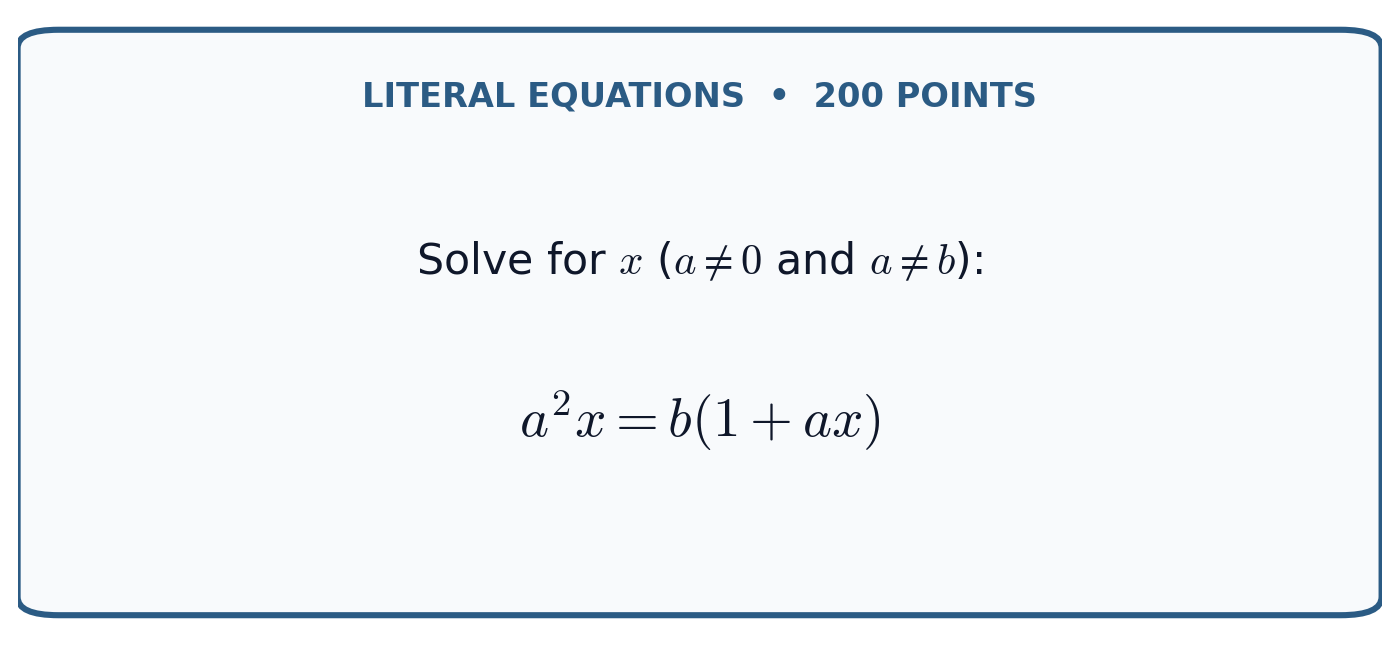 LITERAL EQUATIONS • 200 POINTS
Solve for x (a ≠ 0 and a ≠ b):
a²x = b(1 + ax)